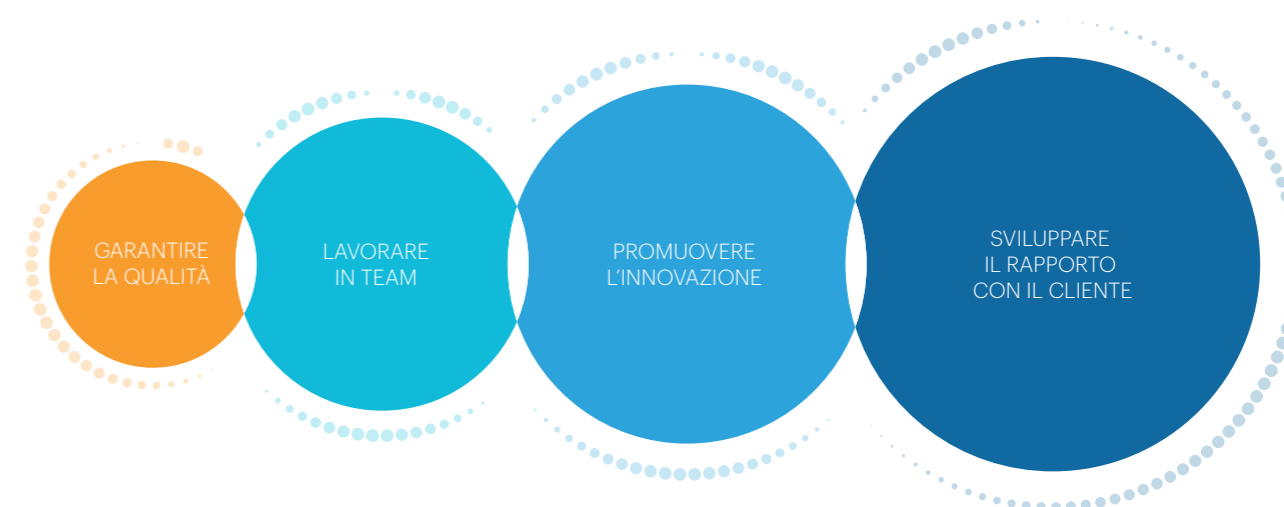 GARANTIRE
LA QUALITÀ
LAVORARE
IN TEAM
PROMUOVERE
L'INNOVAZIONE
SVILUPPARE
IL RAPPORTO
CON IL CLIENTE